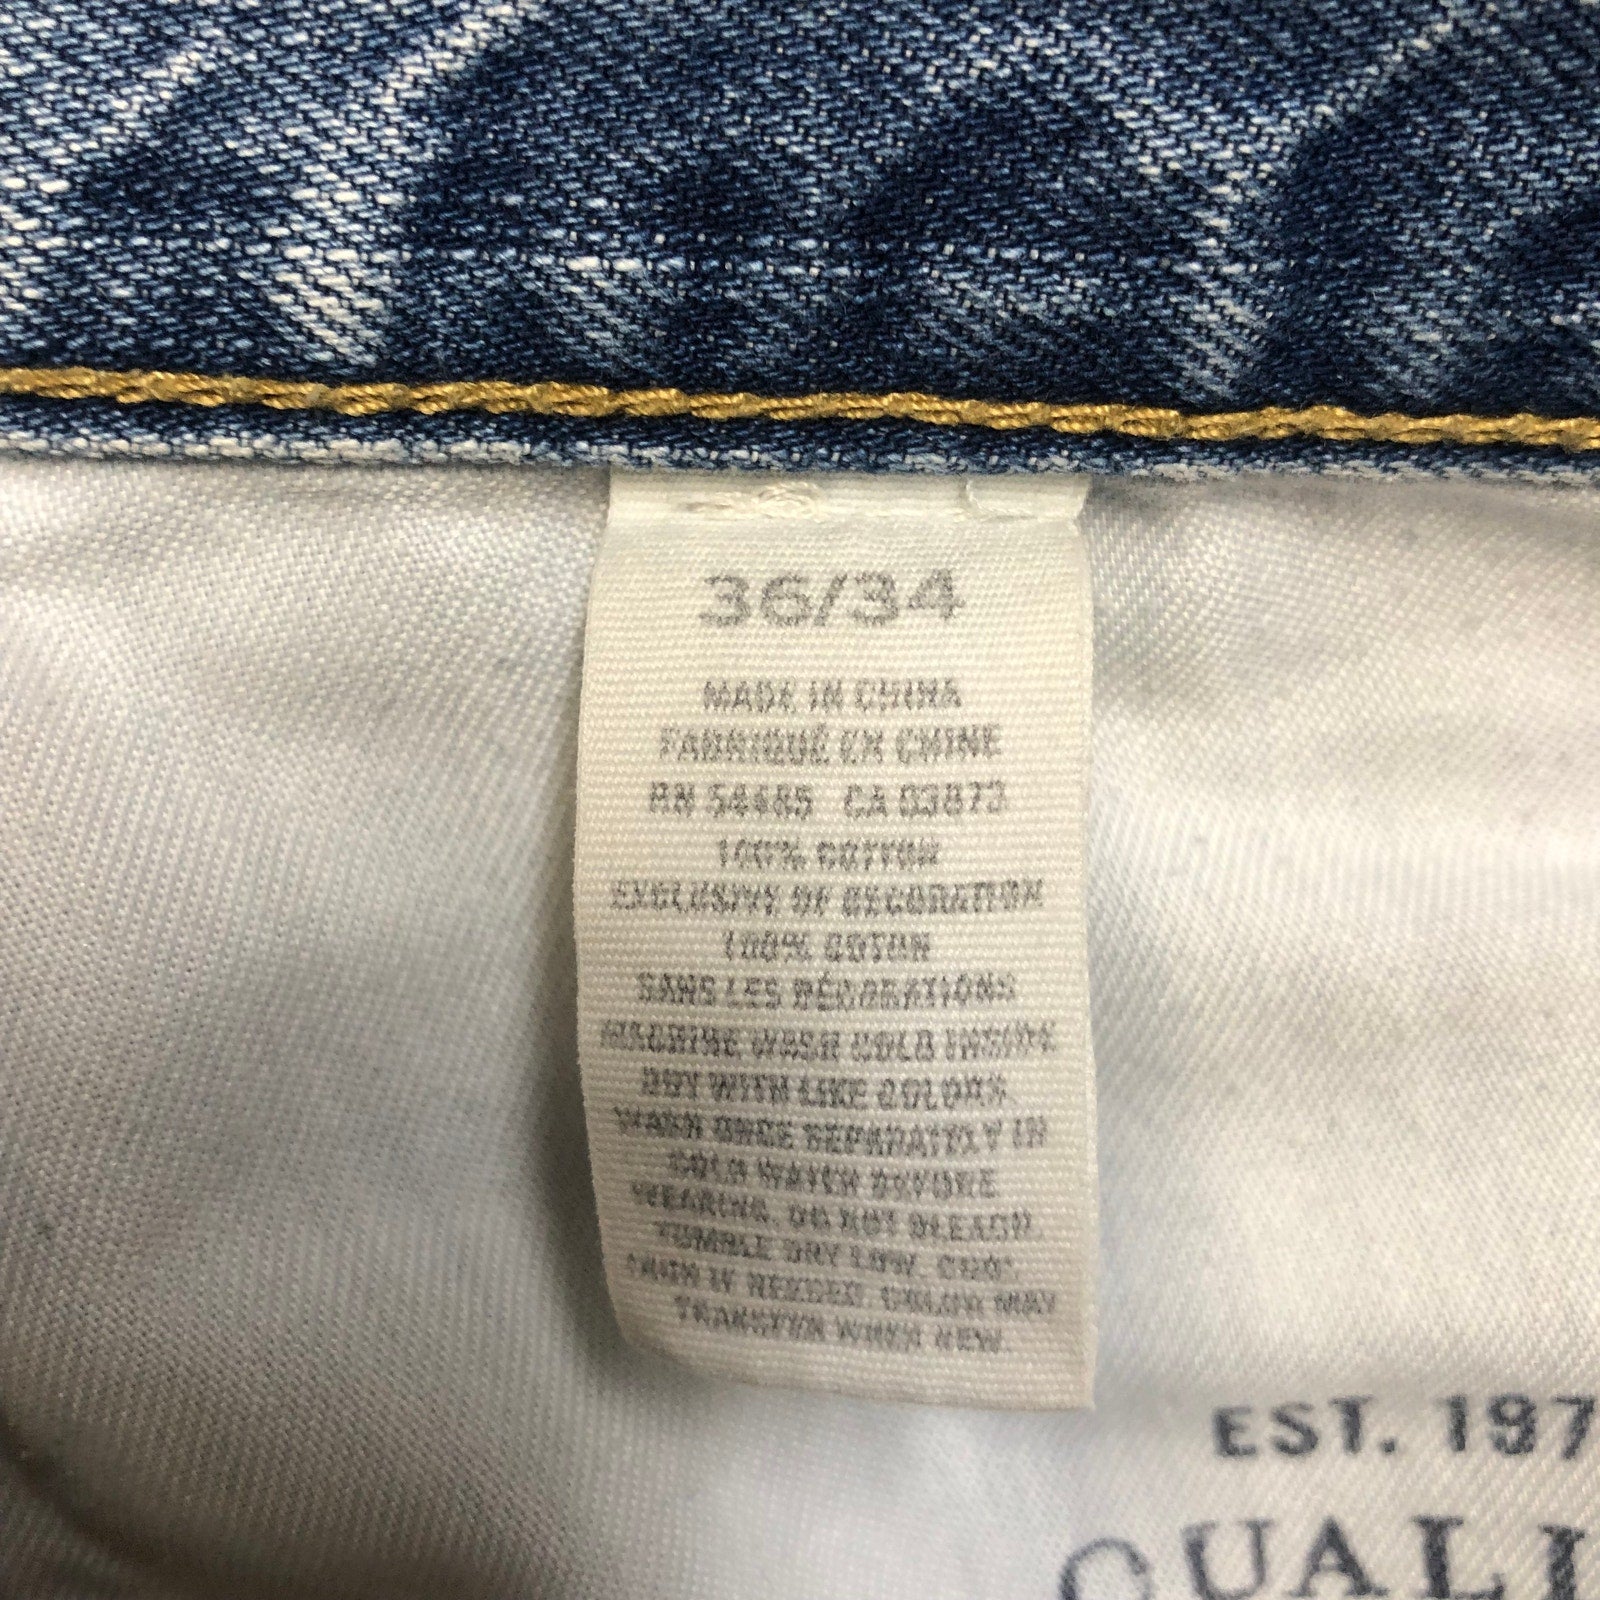 36/34
MADE IN CHINA
FABRIQUÉ EN CHINE
RN 54485 CA 03873
100% COTTON
EXCLUSIVE OF DECORATION
100% COTON
SANS LES DÉCORATIONS
MACHINE WASH COLD INSIDE
OUT WITH LIKE COLORS.
WASH ONCE SEPARATELY IN
COLD WATER BEFORE
WEARING. DO NOT BLEACH.
TUMBLE DRY LOW. COOL
IRON IF NEEDED. COLOR MAY
TRANSFER WHEN NEW.
EST. 197
QUALI